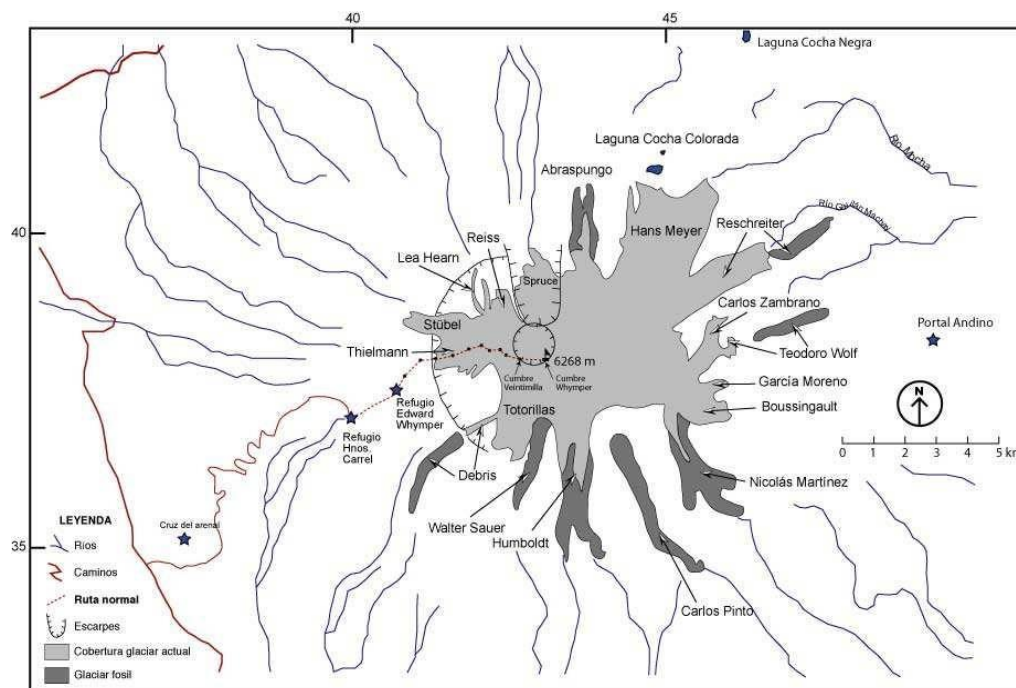 40
45
Laguna Cocha Negra
Laguna Cocha Colorada
Abraspungo
Río Mocha
Río Gavilán Machay
40
Reiss
Hans Meyer
Reschreiter
Lea Hearn
Spruce
Carlos Zambrano
Stübel
Portal Andino
Thielmann
6268 m
Teodoro Wolf
Cumbre
Veintimilla
Cumbre
Whymper
García Moreno
Refugio
Edward
Whymper
Totorillas
Boussingault
N
Refugio
Hnos.
Carrel
0 1 2 3 4 5 km
Debris
Nicolás Martínez
Walter Sauer
Cruz del arenal
Humboldt
35
Carlos Pinto
LEYENDA
Ríos
Caminos
Ruta normal
Escarpes
Cobertura glaciar actual
Glaciar fosil